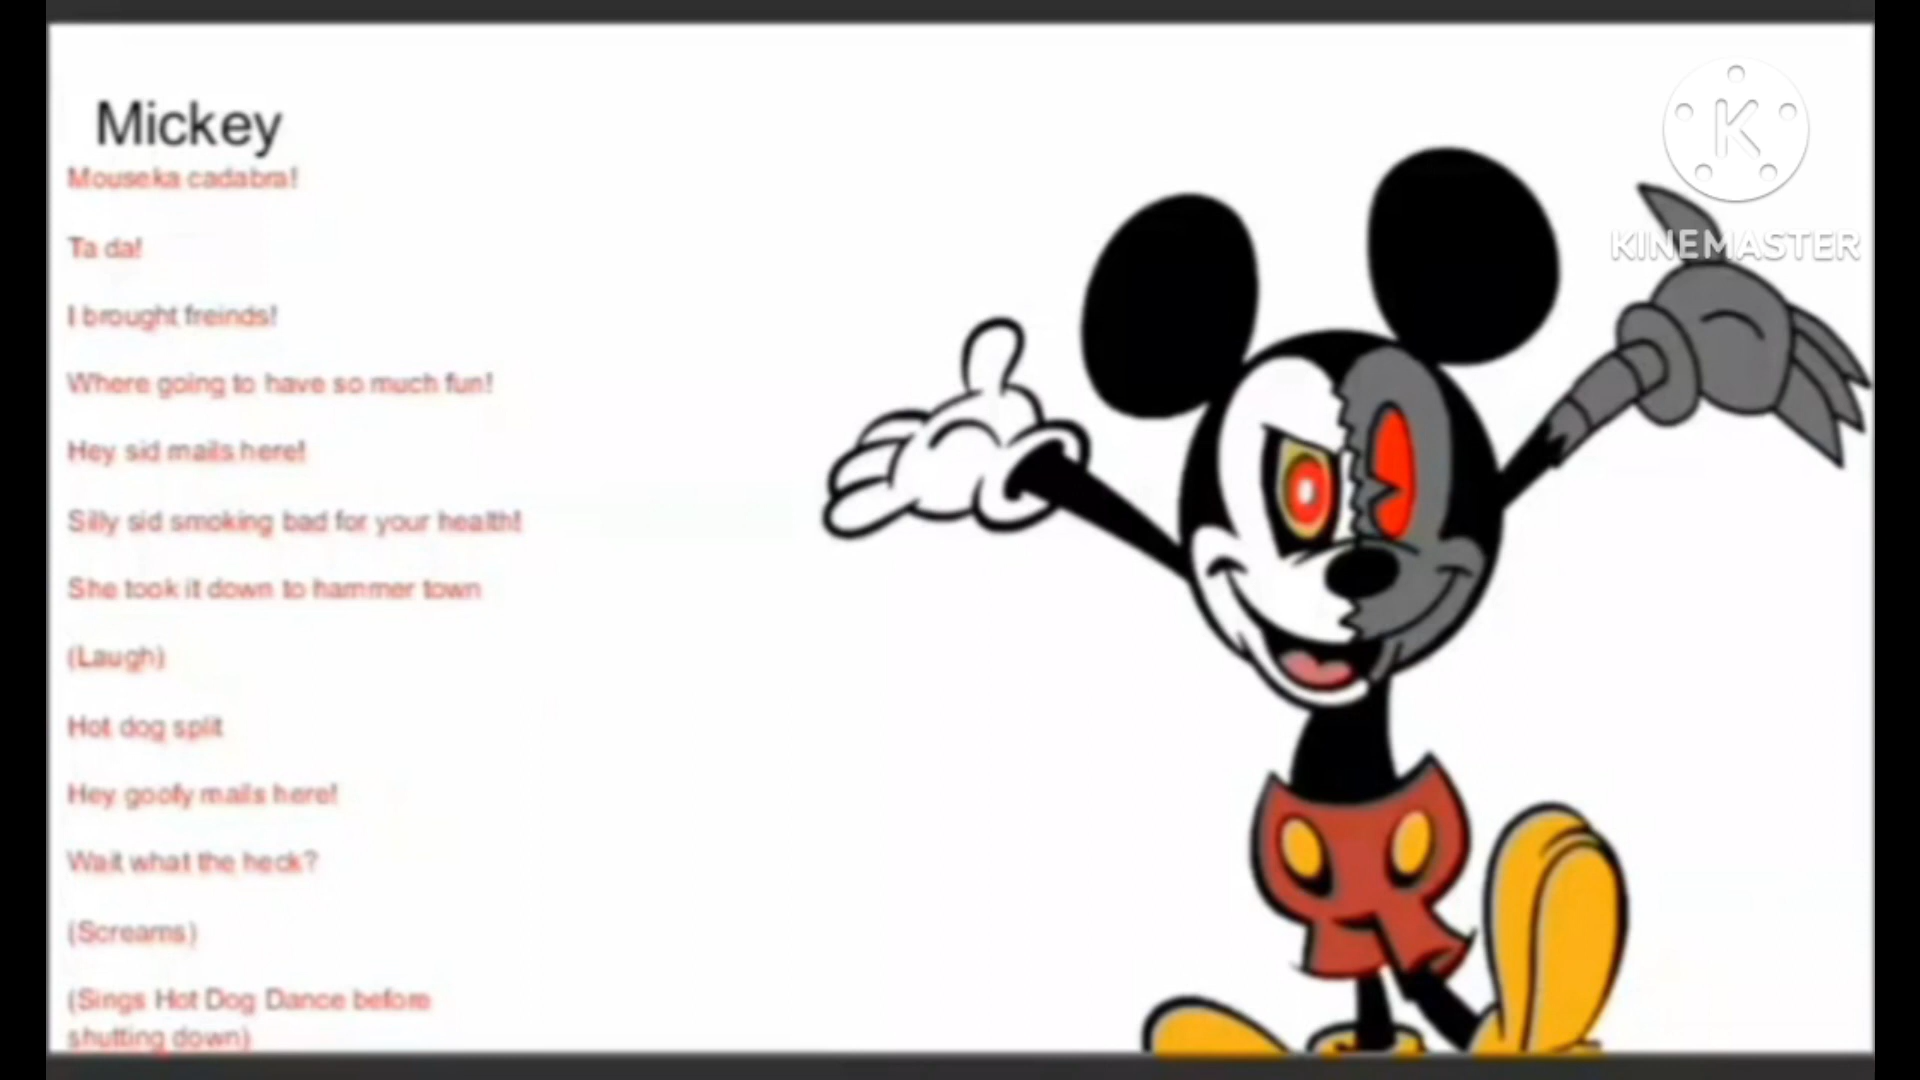 Mickey
Mouseka cadabra!
Ta da!
I brought freinds!
Where going to have so much fun!
Hey sid mails here!
Silly sid smoking bad for your health!
She took it down to hammer town
(Laugh)
Hot dog split
Hey goofy mails here!
Wait what the heck?
(Screams)
(Sings Hot Dog Dance before
shutting down)
K
KINEMASTER